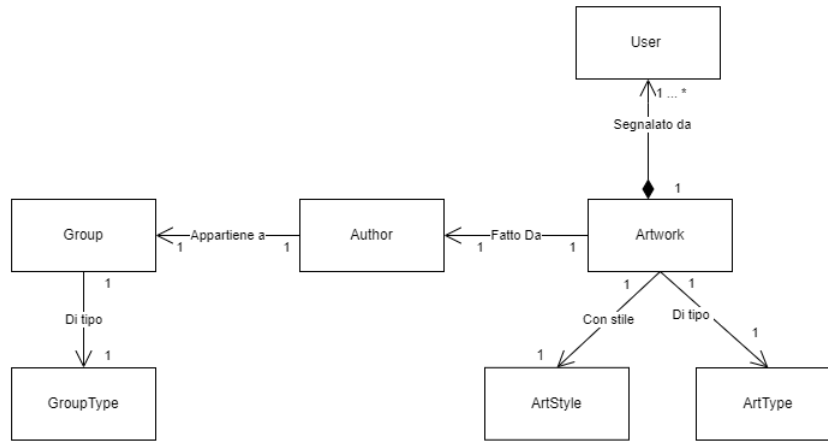 User
1 ... *
Segnalato da
1
Group
Appartiene a
1
1
Author
Fatto Da
1
1
Artwork
1
Di tipo
1
1
Con stile
1
1
Di tipo
1
GroupType
ArtStyle
ArtType